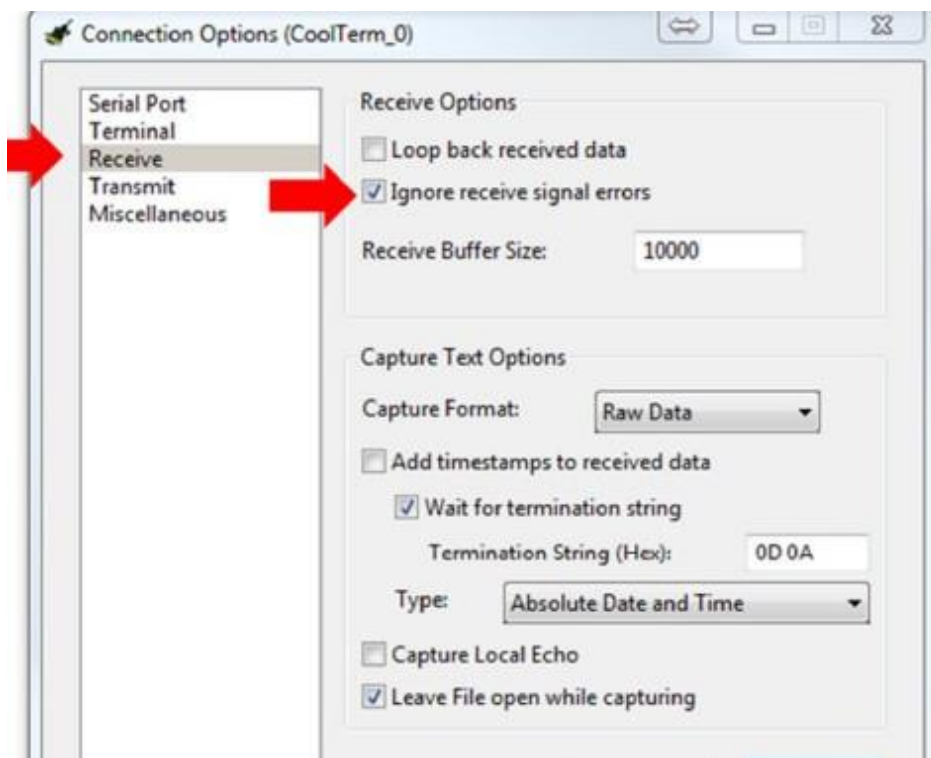 Connection Options (CoolTerm_0)
Serial Port
Terminal
Receive
Transmit
Miscellaneous
Receive Options
Loop back received data
Ignore receive signal errors
Receive Buffer Size: 10000
Capture Text Options
Capture Format: Raw Data
Add timestamps to received data
Wait for termination string
Termination String (Hex): 0D 0A
Type: Absolute Date and Time
Capture Local Echo
Leave File open while capturing